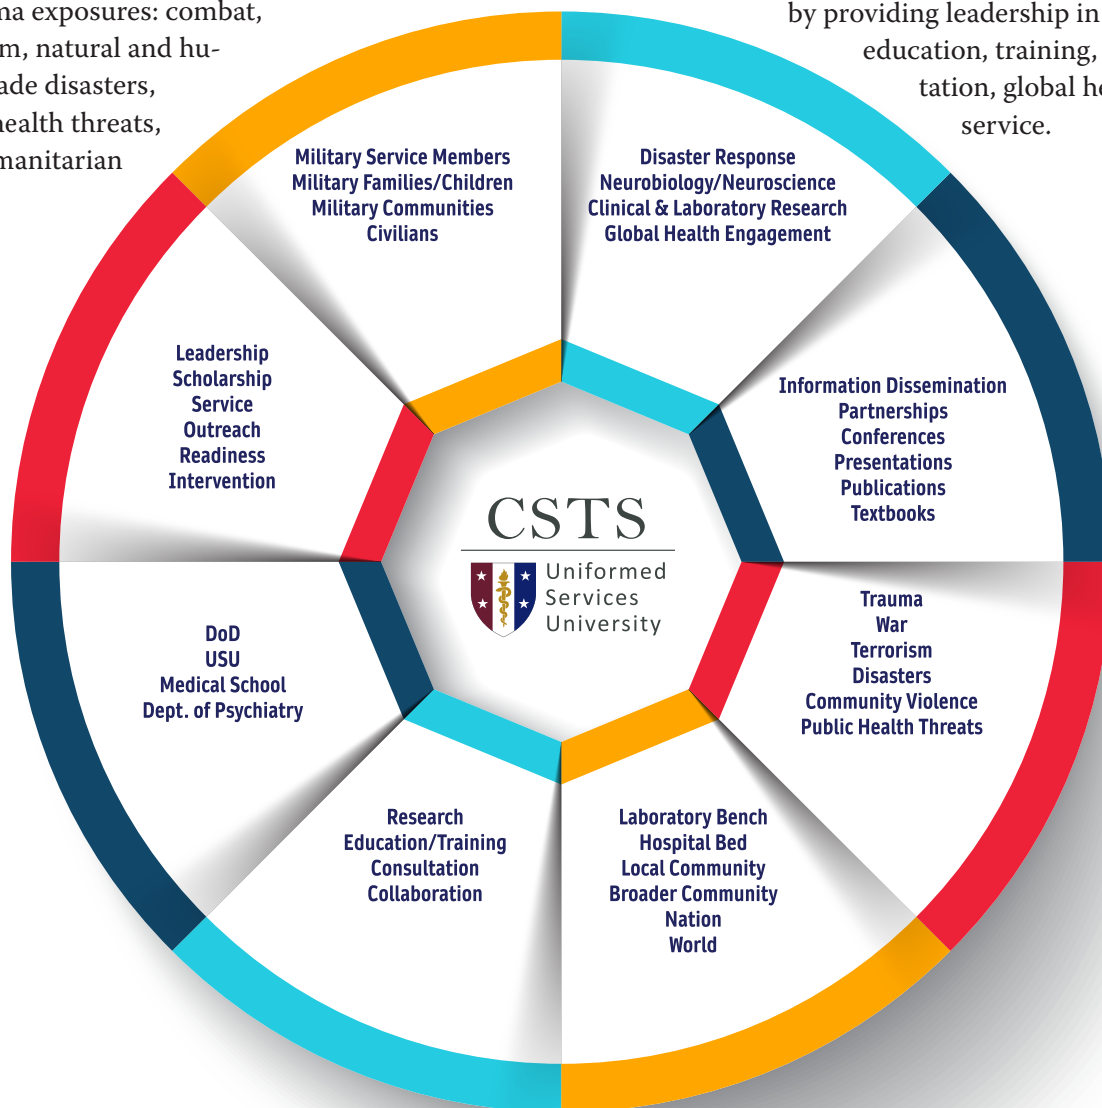 ma exposures: combat,
m, natural and hu-
ade disasters,
health threats,
manitarian
by providing leadership in
education, training,
tation, global he
service.
Military Service Members
Military Families/Children
Military Communities
Civilians
Disaster Response
Neurobiology/Neuroscience
Clinical & Laboratory Research
Global Health Engagement
Leadership
Scholarship
Service
Outreach
Readiness
Intervention
Information Dissemination
Partnerships
Conferences
Presentations
Publications
Textbooks
CSTS
Uniformed
Services
University
DoD
USU
Medical School
Dept. of Psychiatry
Trauma
War
Terrorism
Disasters
Community Violence
Public Health Threats
Research
Education/Training
Consultation
Collaboration
Laboratory Bench
Hospital Bed
Local Community
Broader Community
Nation
World